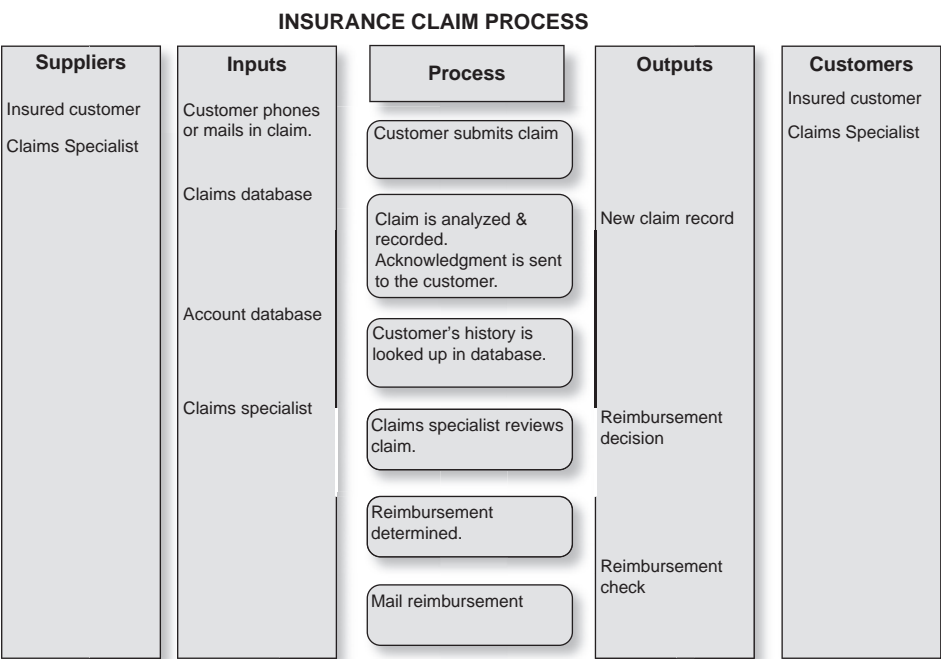 INSURANCE CLAIM PROCESS
Suppliers
Insured customer
Claims Specialist
Inputs
Customer phones
or mails in claim.
Claims database
Account database
Claims specialist
Process
Customer submits claim
Claim is analyzed &
recorded.
Acknowledgment is sent
to the customer.
Customer's history is
looked up in database.
Claims specialist reviews
claim.
Reimbursement
determined.
Mail reimbursement
Outputs
New claim record
Reimbursement
decision
Reimbursement
check
Customers
Insured customer
Claims Specialist